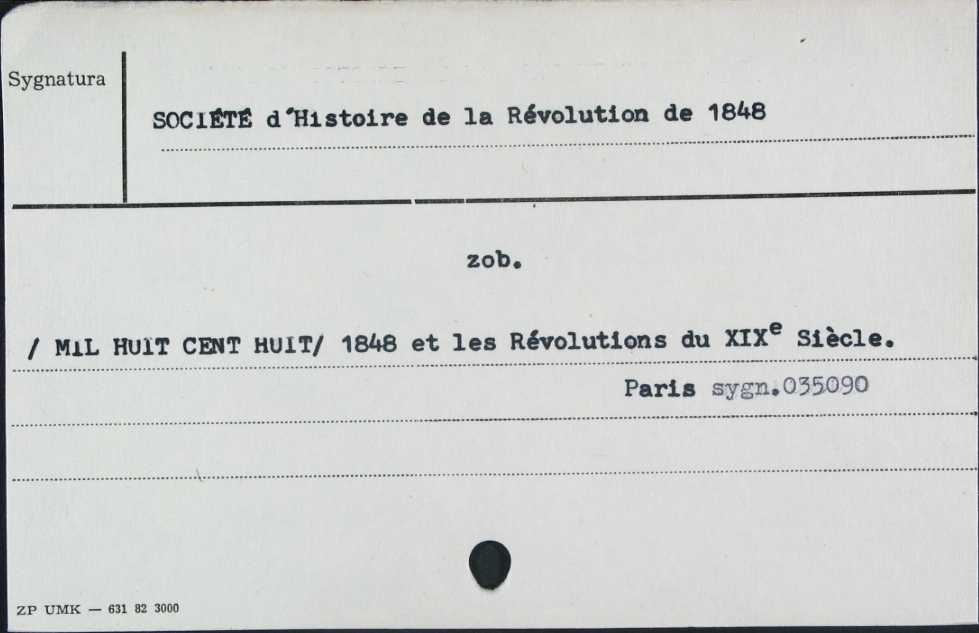 Sygnatura
SOCIÉTÉ d'Histoire de la Révolution de 1848
zob.
/ MIL HUIT CENT HUIT/ 1848 et les Révolutions du XIXe Siècle.
Paris sygn.035090
ZP UMK — 631 82 3000